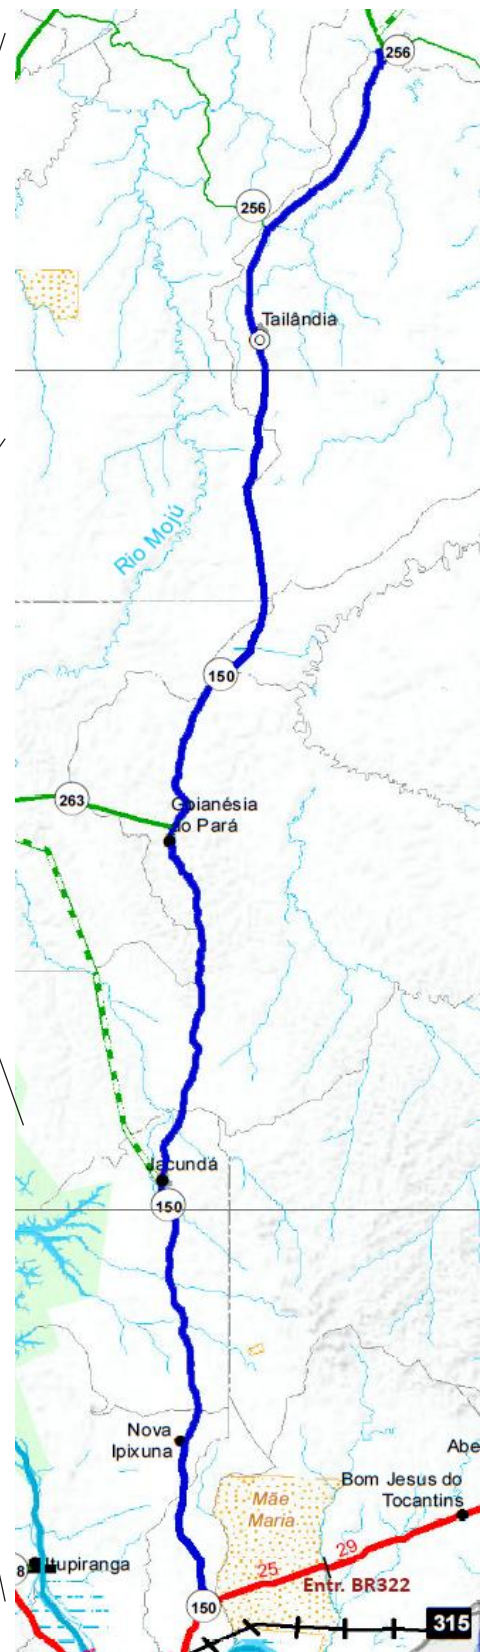 256
256
Tailândia
Rio Mojú
150
263
Goianésia
do Pará
Jacundá
150
Nova
Ipixuna
Abe
Bom Jesus do
Tocantins
Mãe
Maria
29
25
Entr. BR322
8
Itupiranga
150
315